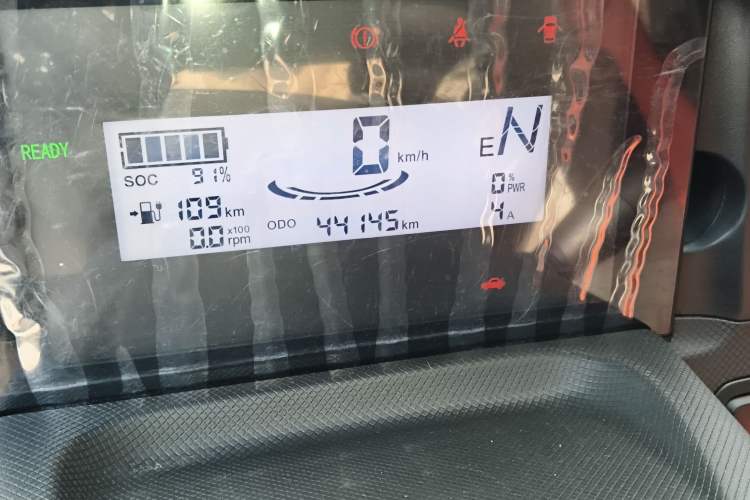 READY
SOC 91%
0 km/h
E N
109 km
0.0 x100 rpm
ODO 44145 km
0 % PWR
4 A